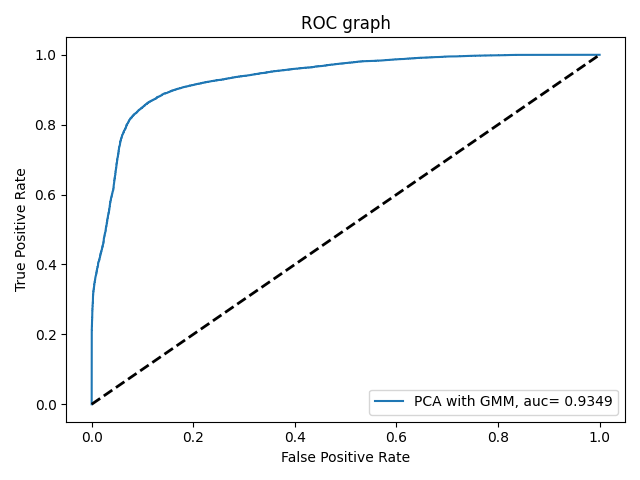 ROC graph
True Positive Rate
1.0
0.8
0.6
0.4
0.2
0.0
PCA with GMM, auc= 0.9349
0.0 0.2 0.4 0.6 0.8 1.0
False Positive Rate